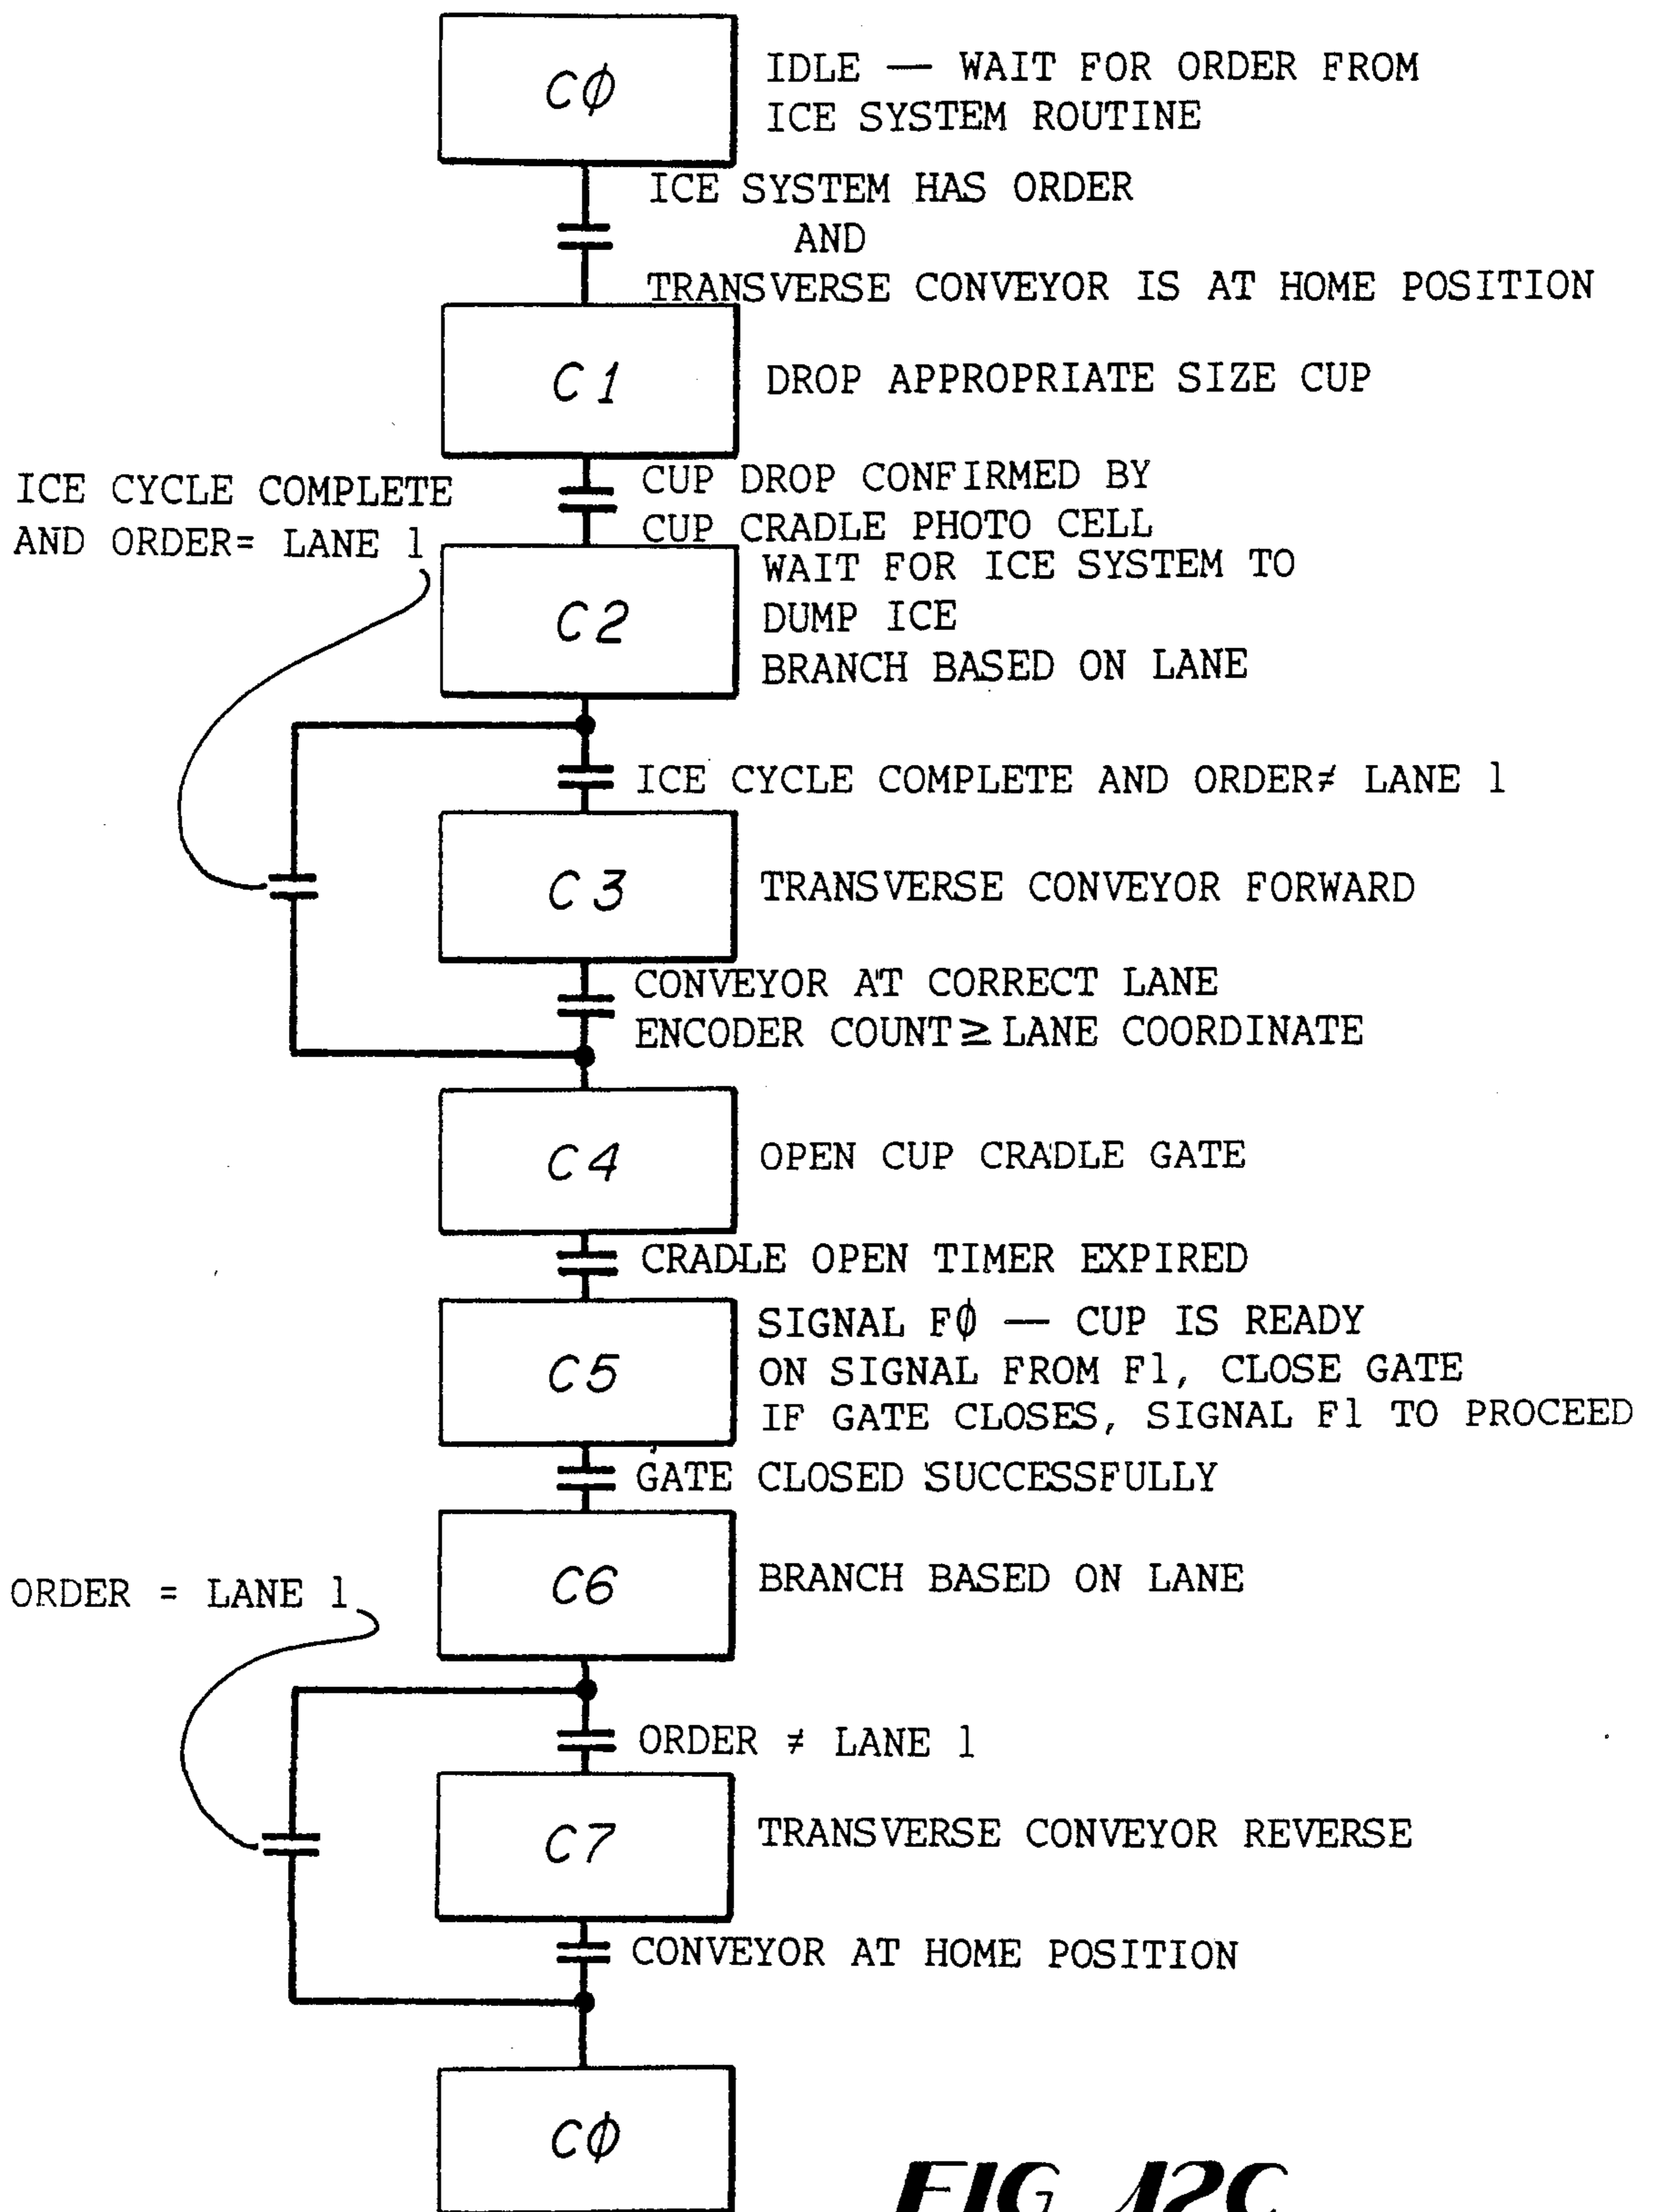 CØ
IDLE — WAIT FOR ORDER FROM
ICE SYSTEM ROUTINE
ICE SYSTEM HAS ORDER
AND
TRANSVERSE CONVEYOR IS AT HOME POSITION
C1
DROP APPROPRIATE SIZE CUP
CUP DROP CONFIRMED BY
CUP CRADLE PHOTO CELL
ICE CYCLE COMPLETE
AND ORDER= LANE 1
C2
WAIT FOR ICE SYSTEM TO
DUMP ICE
BRANCH BASED ON LANE
ICE CYCLE COMPLETE AND ORDER≠ LANE 1
C3
TRANSVERSE CONVEYOR FORWARD
CONVEYOR AT CORRECT LANE
ENCODER COUNT≥LANE COORDINATE
C4
OPEN CUP CRADLE GATE
CRADLE OPEN TIMER EXPIRED
C5
SIGNAL FØ — CUP IS READY
ON SIGNAL FROM F1, CLOSE GATE
IF GATE CLOSES, SIGNAL F1 TO PROCEED
GATE CLOSED SUCCESSFULLY
C6
BRANCH BASED ON LANE
ORDER = LANE 1
ORDER ≠ LANE 1
C7
TRANSVERSE CONVEYOR REVERSE
CONVEYOR AT HOME POSITION
CØ
FIG 12C